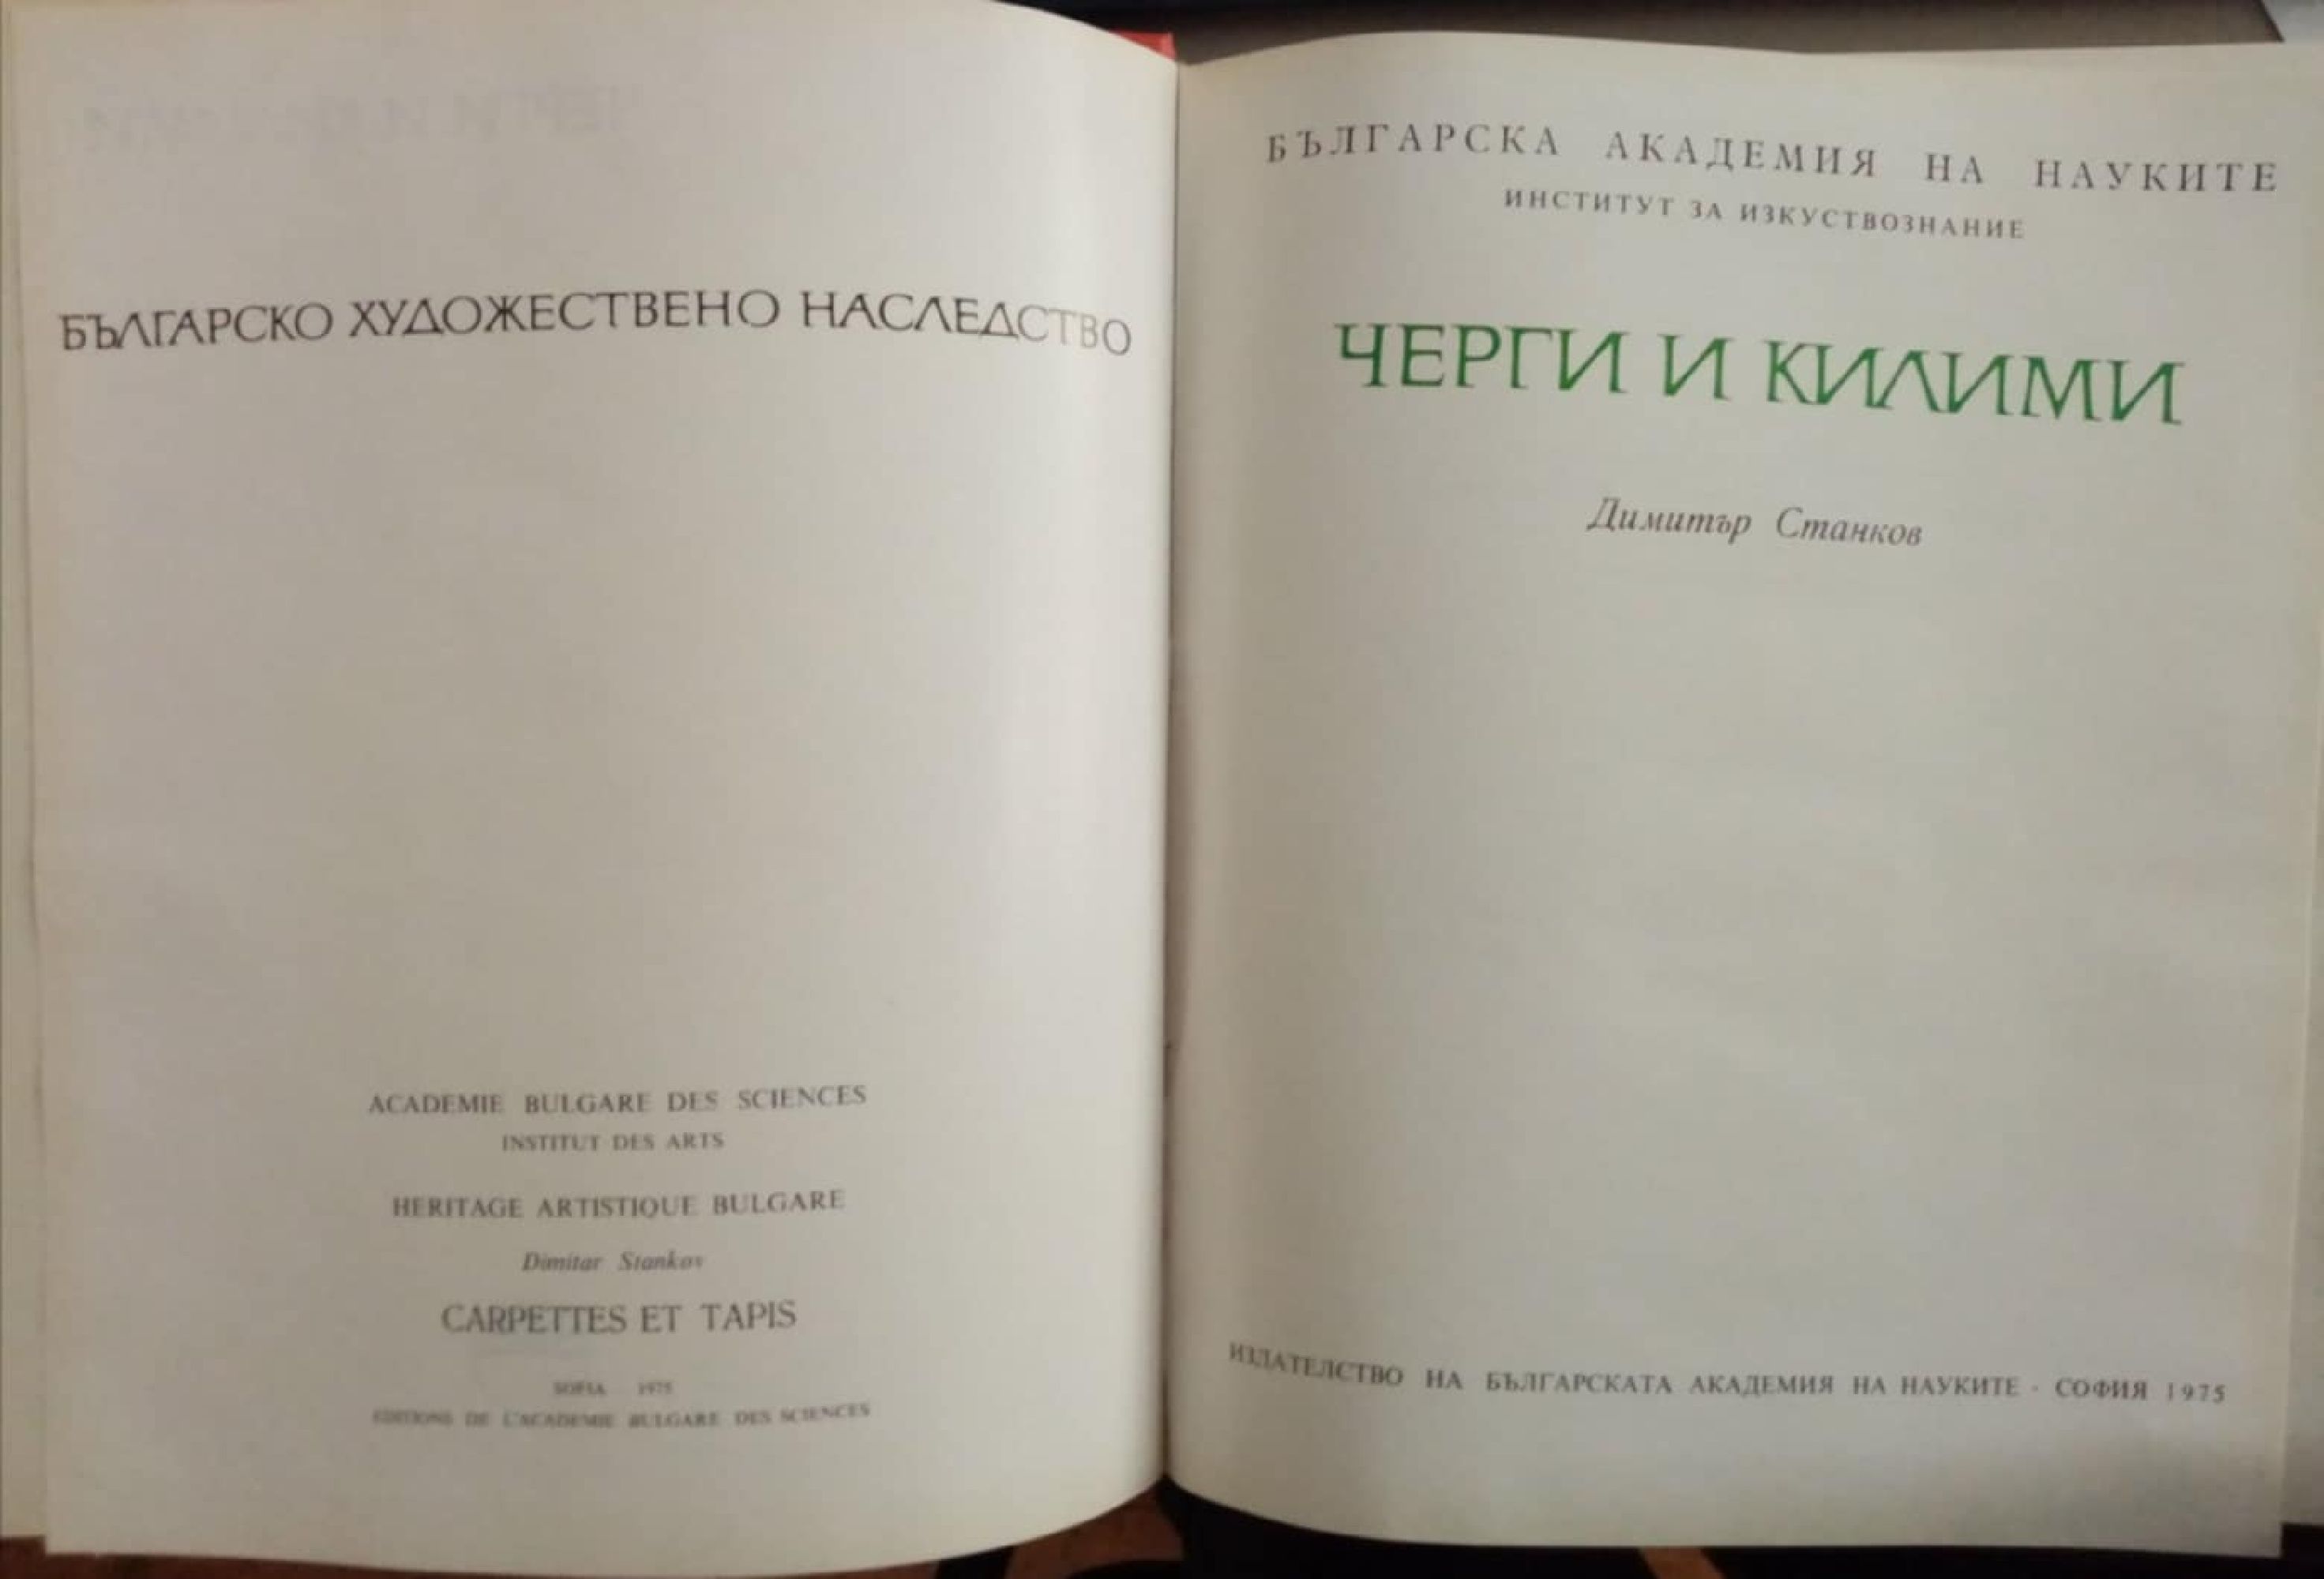 БЪЛГАРСКО ХУДОЖЕСТВЕНО НАСЛЕДСТВО
ACADEMIE BULGARE DES SCIENCES
INSTITUT DES ARTS
HERITAGE ARTISTIQUE BULGARE
Dimitar Stankov
CARPETTES ET TAPIS
SOFIA 1975
EDITIONS DE L'ACADEMIE BULGARE DES SCIENCES
БЪЛГАРСКА АКАДЕМИЯ НА НАУКИТЕ
ИНСТИТУТ ЗА ИЗКУСТВОЗНАНИЕ
ЧЕРГИ И КИЛИМИ
Димитър Станков
ИЗДАТЕЛСТВО НА БЪЛГАРСКАТА АКАДЕМИЯ НА НАУКИТЕ · СОФИЯ 1975